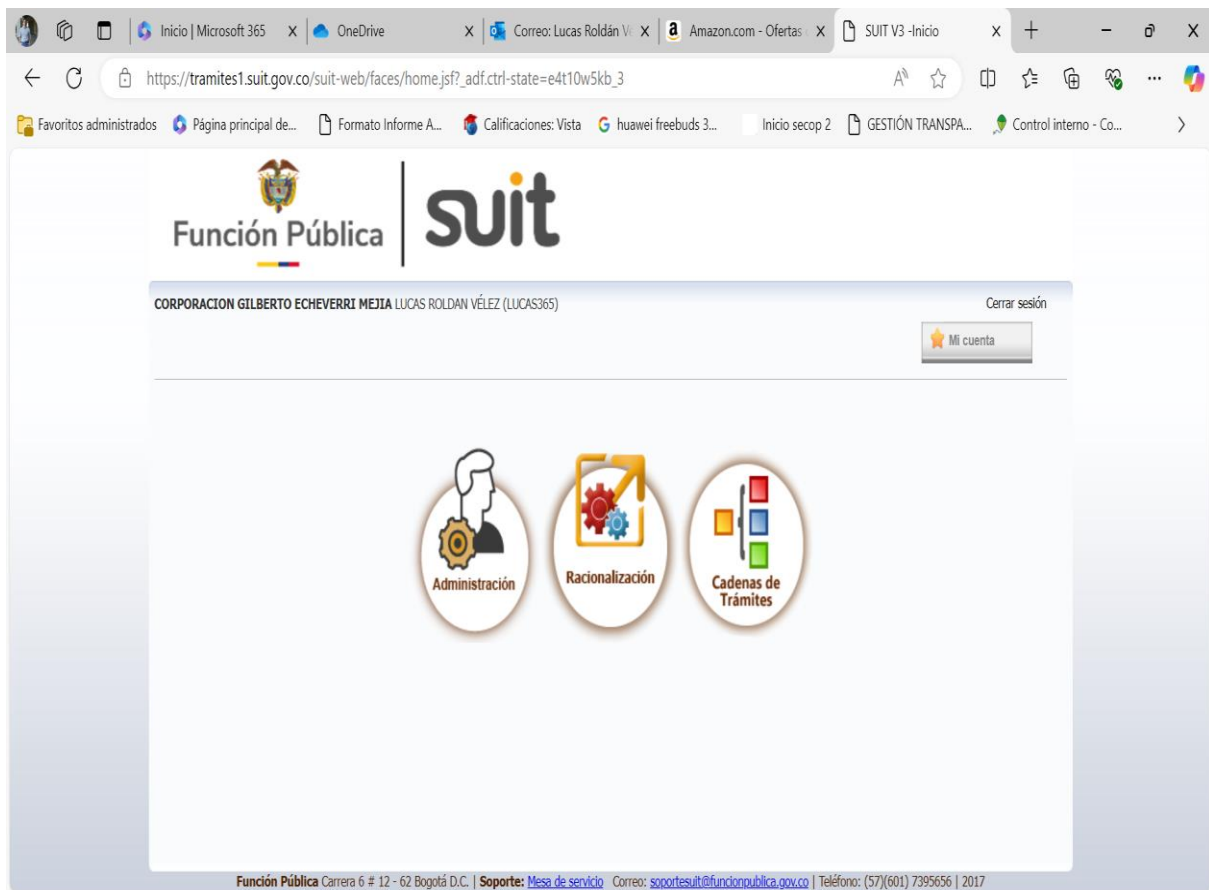 Inicio | Microsoft 365
OneDrive
Correo: Lucas Roldán V
Amazon.com - Ofertas
SUIT V3 -Inicio
https://tramites1.suit.gov.co/suit-web/faces/home.jsf?_adf.ctrl-state=e4t10w5kb_3
Favoritos administrados
Página principal de...
Formato Informe A...
Calificaciones: Vista
huawei freebuds 3...
Inicio secop 2
GESTIÓN TRANSPA...
Control interno - Co...
Función Pública
suit
CORPORACION GILBERTO ECHEVERRI MEJIA LUCAS ROLDAN VÉLEZ (LUCAS365)
Cerrar sesión
Mi cuenta
Administración
Racionalización
Cadenas de
Trámites
Función Pública Carrera 6 # 12 - 62 Bogotá D.C. | Soporte: Mesa de servicio Correo: soportesuit@funcionpublica.gov.co | Teléfono: (57)(601) 7395656 | 2017